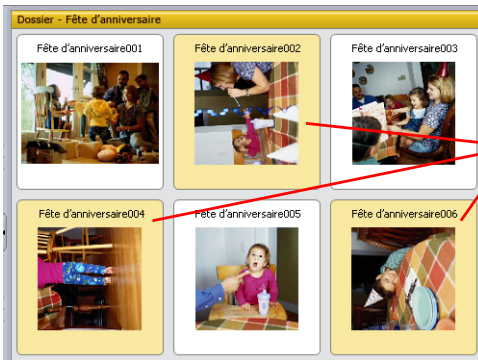 Dossier - Fête d'anniversaire
Fête d'anniversaire001
Fête d'anniversaire002
Fête d'anniversaire003
Fête d'anniversaire004
Fête d'anniversaire005
Fête d'anniversaire006